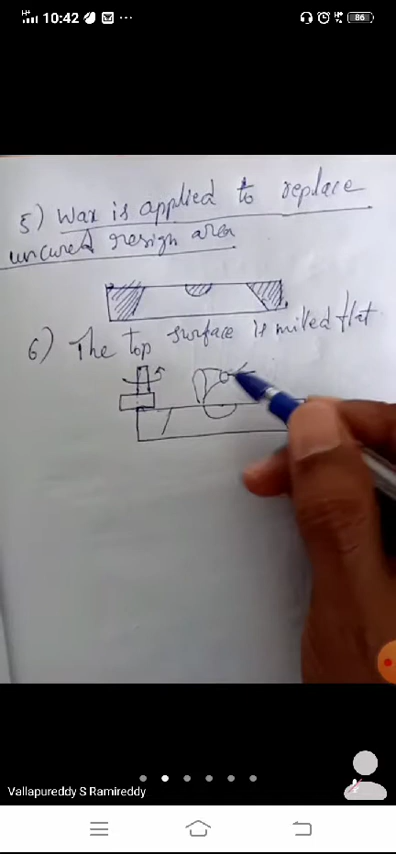 H+ 10:42 ... 86
5) Wax is applied to replace
uncured resign area
6) The top surface is milled flat
Vallapureddy S Ramireddy